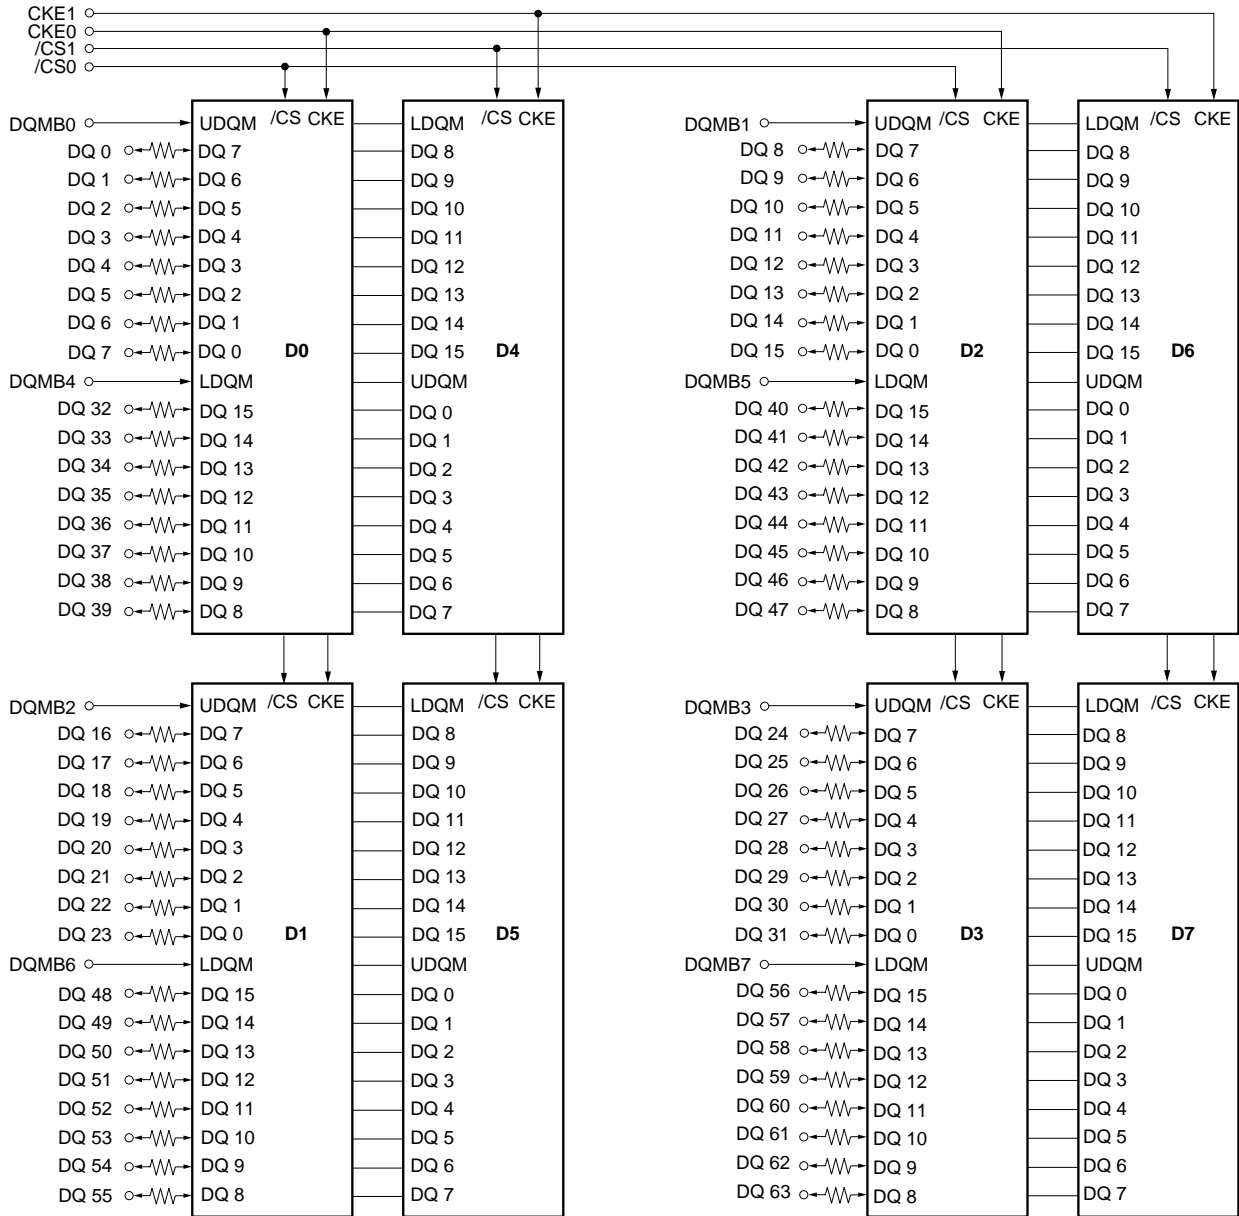 CKE1
CKE0
/CS1
/CS0
DQMB0 UDQM /CS CKE LDQM /CS CKE DQMB1 UDQM /CS CKE LDQM /CS CKE
DQ 0 DQ 7 DQ 8 DQ 8 DQ 7 DQ 8
DQ 1 DQ 6 DQ 9 DQ 9 DQ 6 DQ 9
DQ 2 DQ 5 DQ 10 DQ 10 DQ 5 DQ 10
DQ 3 DQ 4 DQ 11 DQ 11 DQ 4 DQ 11
DQ 4 DQ 3 DQ 12 DQ 12 DQ 3 DQ 12
DQ 5 DQ 2 DQ 13 DQ 13 DQ 2 DQ 13
DQ 6 DQ 1 DQ 14 DQ 14 DQ 1 DQ 14
DQ 7 DQ 0 D0 DQ 15 D4 DQ 15 DQ 0 D2 DQ 15 D6
DQMB4 LDQM UDQM DQMB5 LDQM UDQM
DQ 32 DQ 15 DQ 0 DQ 40 DQ 15 DQ 0
DQ 33 DQ 14 DQ 1 DQ 41 DQ 14 DQ 1
DQ 34 DQ 13 DQ 2 DQ 42 DQ 13 DQ 2
DQ 35 DQ 12 DQ 3 DQ 43 DQ 12 DQ 3
DQ 36 DQ 11 DQ 4 DQ 44 DQ 11 DQ 4
DQ 37 DQ 10 DQ 5 DQ 45 DQ 10 DQ 5
DQ 38 DQ 9 DQ 6 DQ 46 DQ 9 DQ 6
DQ 39 DQ 8 DQ 7 DQ 47 DQ 8 DQ 7
DQMB2 UDQM /CS CKE LDQM /CS CKE DQMB3 UDQM /CS CKE LDQM /CS CKE
DQ 16 DQ 7 DQ 8 DQ 24 DQ 7 DQ 8
DQ 17 DQ 6 DQ 9 DQ 25 DQ 6 DQ 9
DQ 18 DQ 5 DQ 10 DQ 26 DQ 5 DQ 10
DQ 19 DQ 4 DQ 11 DQ 27 DQ 4 DQ 11
DQ 20 DQ 3 DQ 12 DQ 28 DQ 3 DQ 12
DQ 21 DQ 2 DQ 13 DQ 29 DQ 2 DQ 13
DQ 22 DQ 1 DQ 14 DQ 30 DQ 1 DQ 14
DQ 23 DQ 0 D1 DQ 15 D5 DQ 31 DQ 0 D3 DQ 15 D7
DQMB6 LDQM UDQM DQMB7 LDQM UDQM
DQ 48 DQ 15 DQ 0 DQ 56 DQ 15 DQ 0
DQ 49 DQ 14 DQ 1 DQ 57 DQ 14 DQ 1
DQ 50 DQ 13 DQ 2 DQ 58 DQ 13 DQ 2
DQ 51 DQ 12 DQ 3 DQ 59 DQ 12 DQ 3
DQ 52 DQ 11 DQ 4 DQ 60 DQ 11 DQ 4
DQ 53 DQ 10 DQ 5 DQ 61 DQ 10 DQ 5
DQ 54 DQ 9 DQ 6 DQ 62 DQ 9 DQ 6
DQ 55 DQ 8 DQ 7 DQ 63 DQ 8 DQ 7